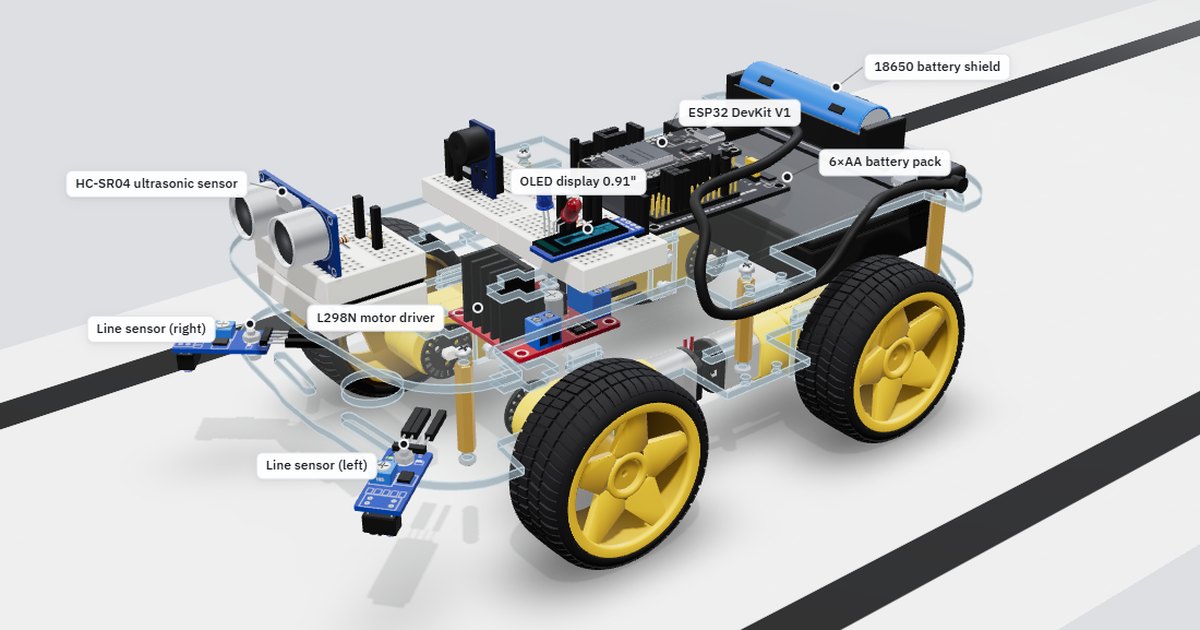 18650 battery shield
ESP32 DevKit V1
6×AA battery pack
HC-SR04 ultrasonic sensor
OLED display 0.91"
L298N motor driver
Line sensor (right)
Line sensor (left)